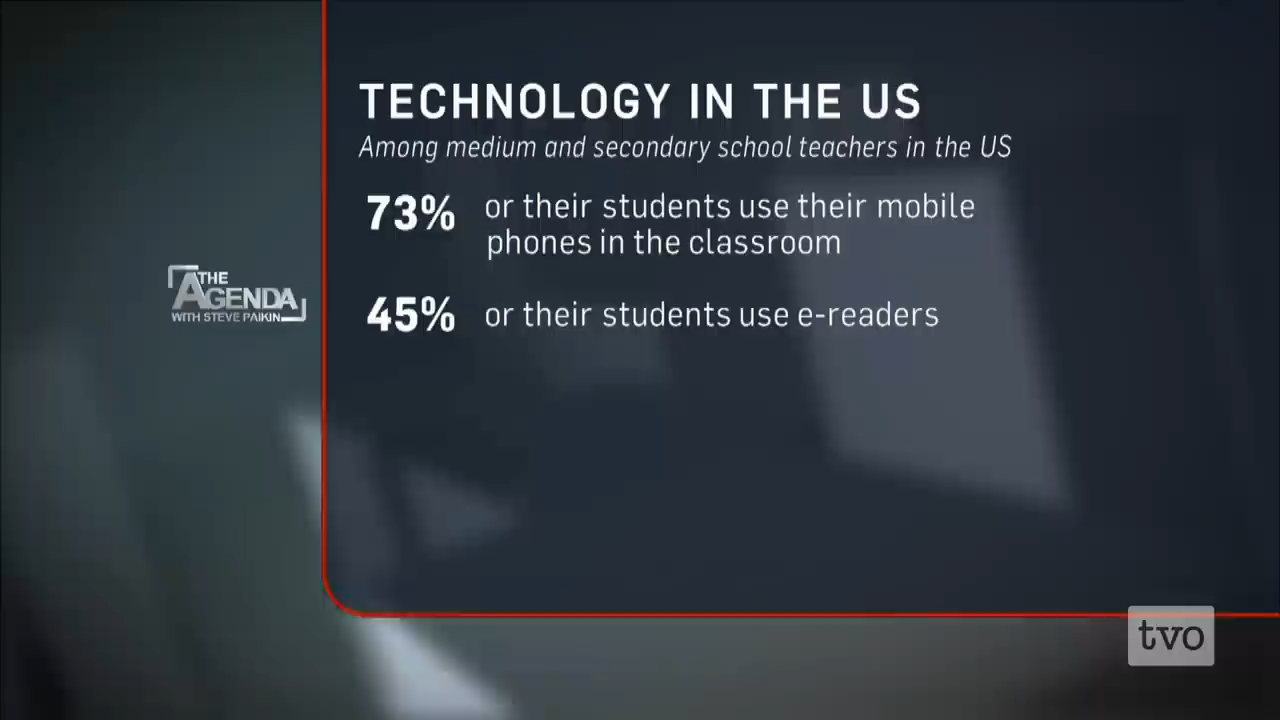 TECHNOLOGY IN THE US
Among medium and secondary school teachers in the US
73% or their students use their mobile
phones in the classroom
45% or their students use e-readers
THE
AGENDA
WITH STEVE PAIKIN
tvo